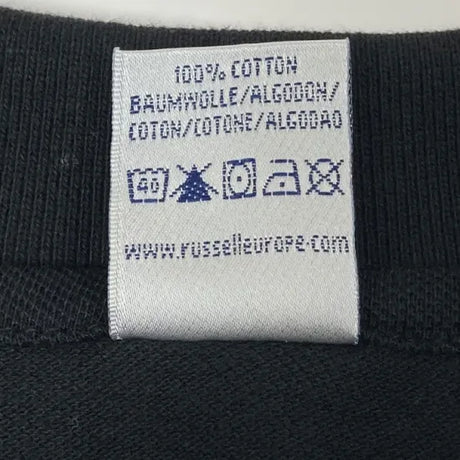 100% COTTON
BAUMWOLLE/ALGODON/
COTON/COTONE/ALGODAO
40
www.russelleurope.com